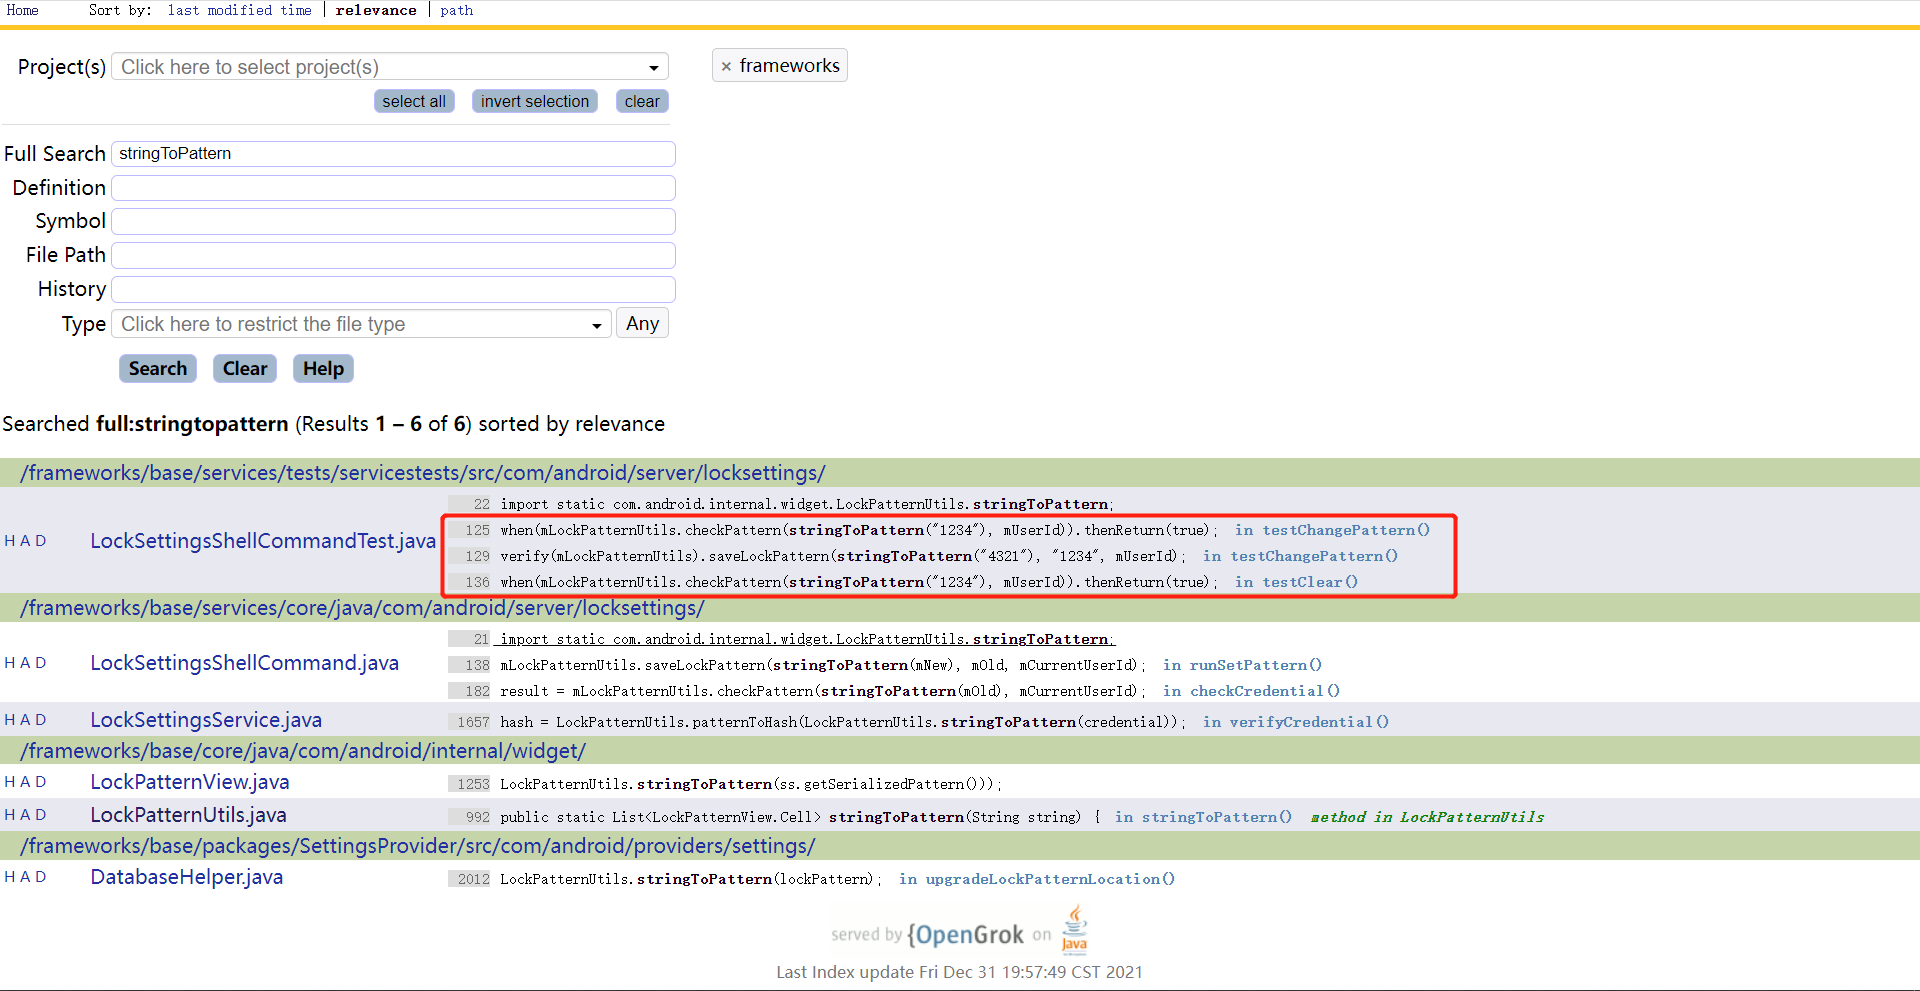 Home Sort by: last modified time | relevance | path
Project(s) Click here to select project(s) × frameworks
select all invert selection clear
Full Search stringToPattern
Definition
Symbol
File Path
History
Type Click here to restrict the file type Any
Search Clear Help
Searched full:stringtopattern (Results 1 – 6 of 6) sorted by relevance
/frameworks/base/services/tests/servicestests/src/com/android/server/locksettings/
H A D LockSettingsShellCommandTest.java
22 import static com.android.internal.widget.LockPatternUtils.stringToPattern;
125 when(mLockPatternUtils.checkPattern(stringToPattern("1234"), mUserId)).thenReturn(true); in testChangePattern()
129 verify(mLockPatternUtils).saveLockPattern(stringToPattern("4321"), "1234", mUserId); in testChangePattern()
136 when(mLockPatternUtils.checkPattern(stringToPattern("1234"), mUserId)).thenReturn(true); in testClear()
/frameworks/base/services/core/java/com/android/server/locksettings/
H A D LockSettingsShellCommand.java
21 import static com.android.internal.widget.LockPatternUtils.stringToPattern;
138 mLockPatternUtils.saveLockPattern(stringToPattern(mNew), mOld, mCurrentUserId); in runSetPattern()
182 result = mLockPatternUtils.checkPattern(stringToPattern(mOld), mCurrentUserId); in checkCredential()
H A D LockSettingsService.java 1657 hash = LockPatternUtils.patternToHash(LockPatternUtils.stringToPattern(credential)); in verifyCredential()
/frameworks/base/core/java/com/android/internal/widget/
H A D LockPatternView.java 1253 LockPatternUtils.stringToPattern(ss.getSerializedPattern()));
H A D LockPatternUtils.java 992 public static List<LockPatternView.Cell> stringToPattern(String string) { in stringToPattern() method in LockPatternUtils
/frameworks/base/packages/SettingsProvider/src/com/android/providers/settings/
H A D DatabaseHelper.java 2012 LockPatternUtils.stringToPattern(lockPattern); in upgradeLockPatternLocation()
served by {OpenGrok on Java
Last Index update Fri Dec 31 19:57:49 CST 2021